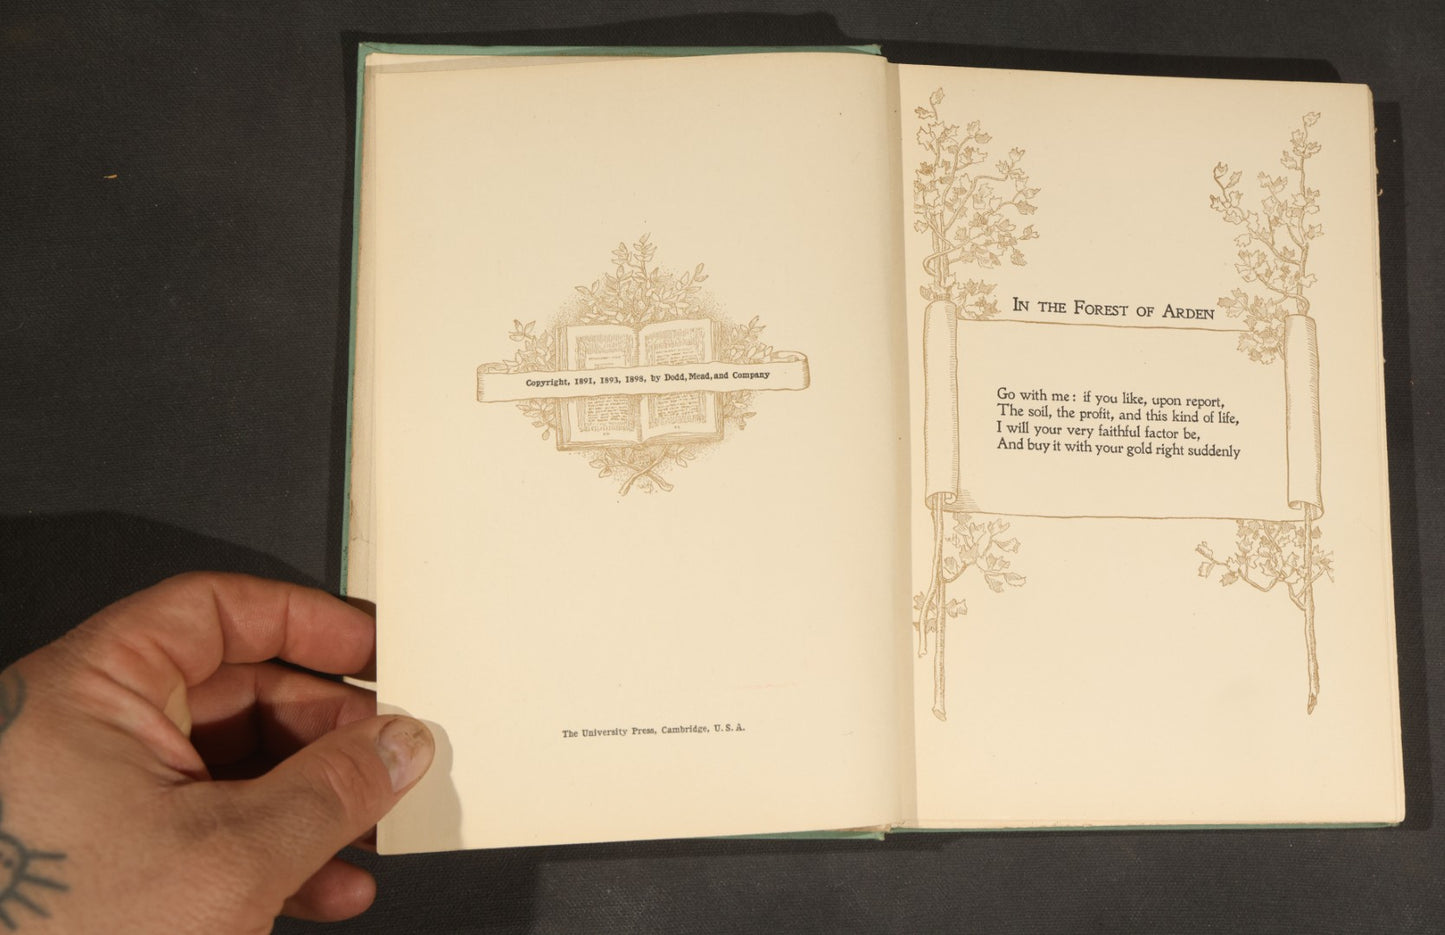 Copyright, 1891, 1893, 1898, by Dodd, Mead, and Company
The University Press, Cambridge, U. S. A.
In the Forest of Arden
Go with me: if you like, upon report,
The soil, the profit, and this kind of life,
I will your very faithful factor be,
And buy it with your gold right suddenly